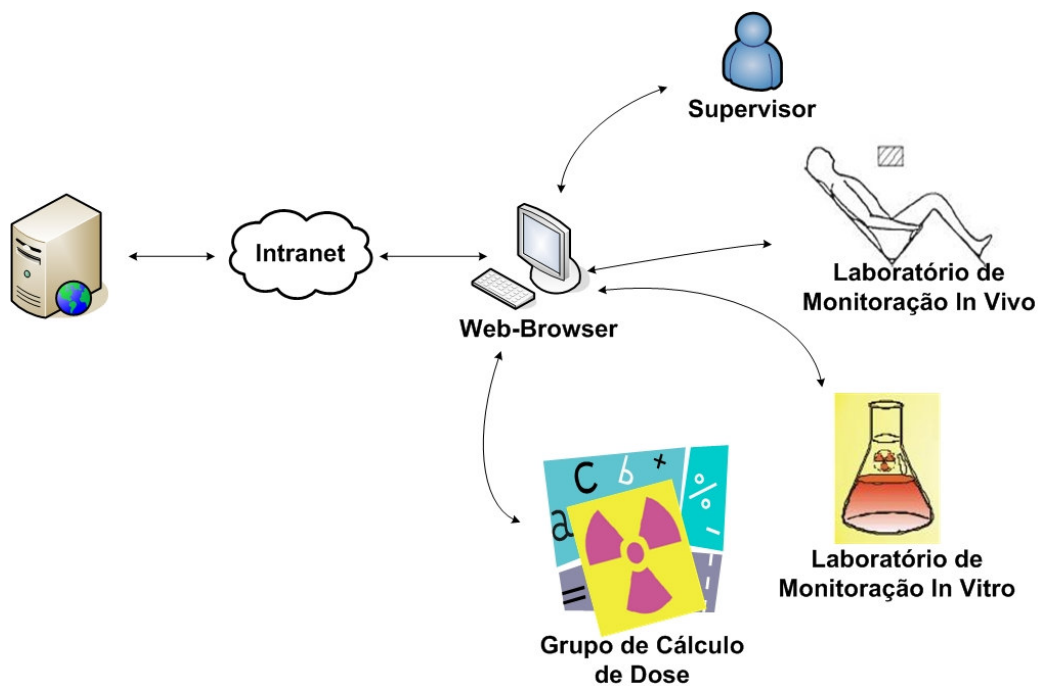 Supervisor
Intranet
Laboratório de
Monitoração In Vivo
Web-Browser
C b +
a % -
=
Laboratório de
Monitoração In Vitro
Grupo de Cálculo
de Dose